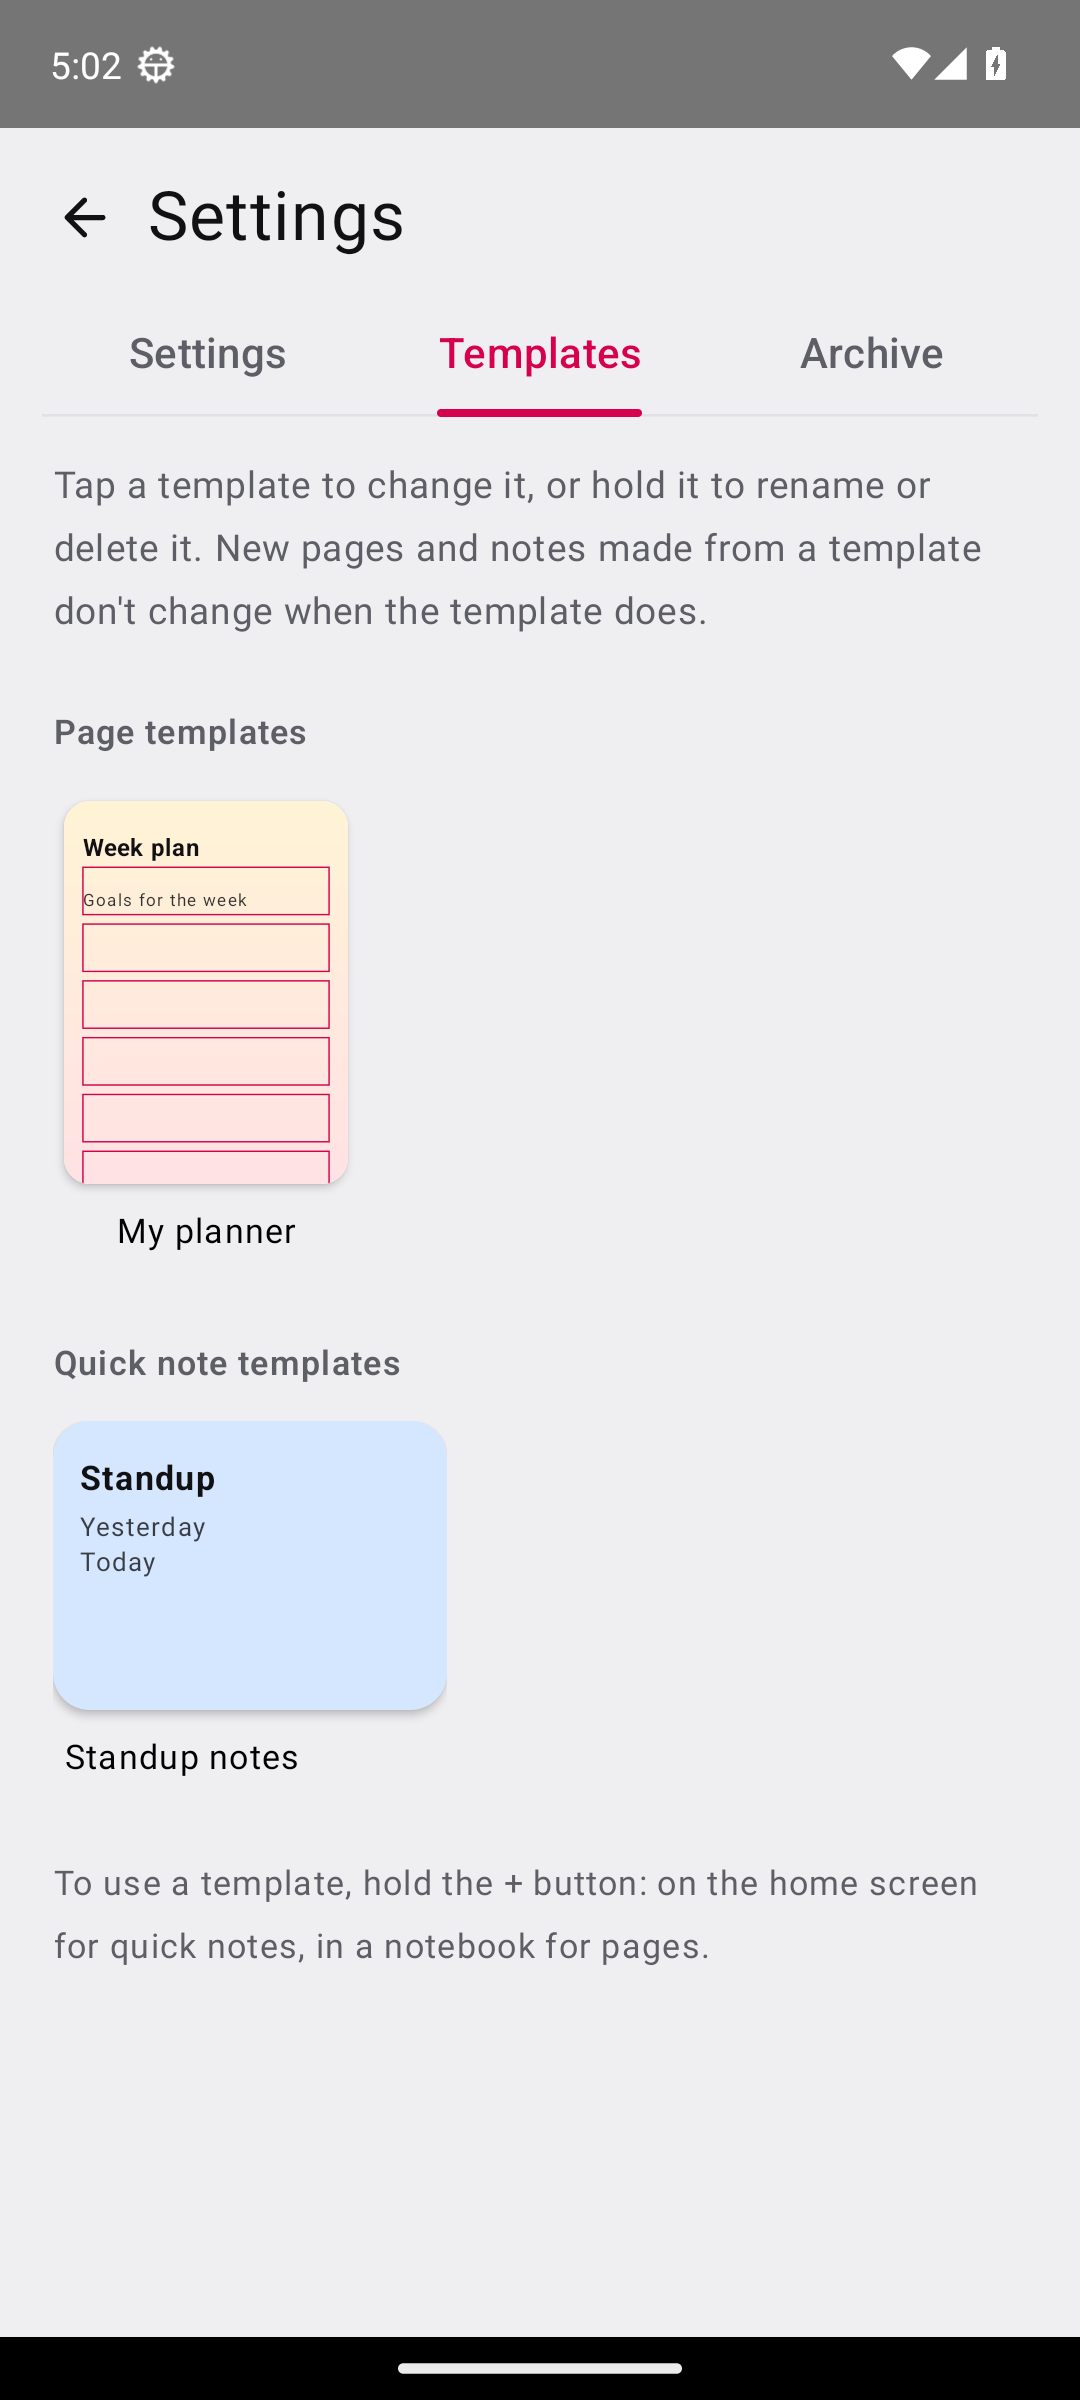 5:02
Settings
Settings Templates Archive
Tap a template to change it, or hold it to rename or
delete it. New pages and notes made from a template
don't change when the template does.
Page templates
Week plan
Goals for the week
My planner
Quick note templates
Standup
Yesterday
Today
Standup notes
To use a template, hold the + button: on the home screen
for quick notes, in a notebook for pages.